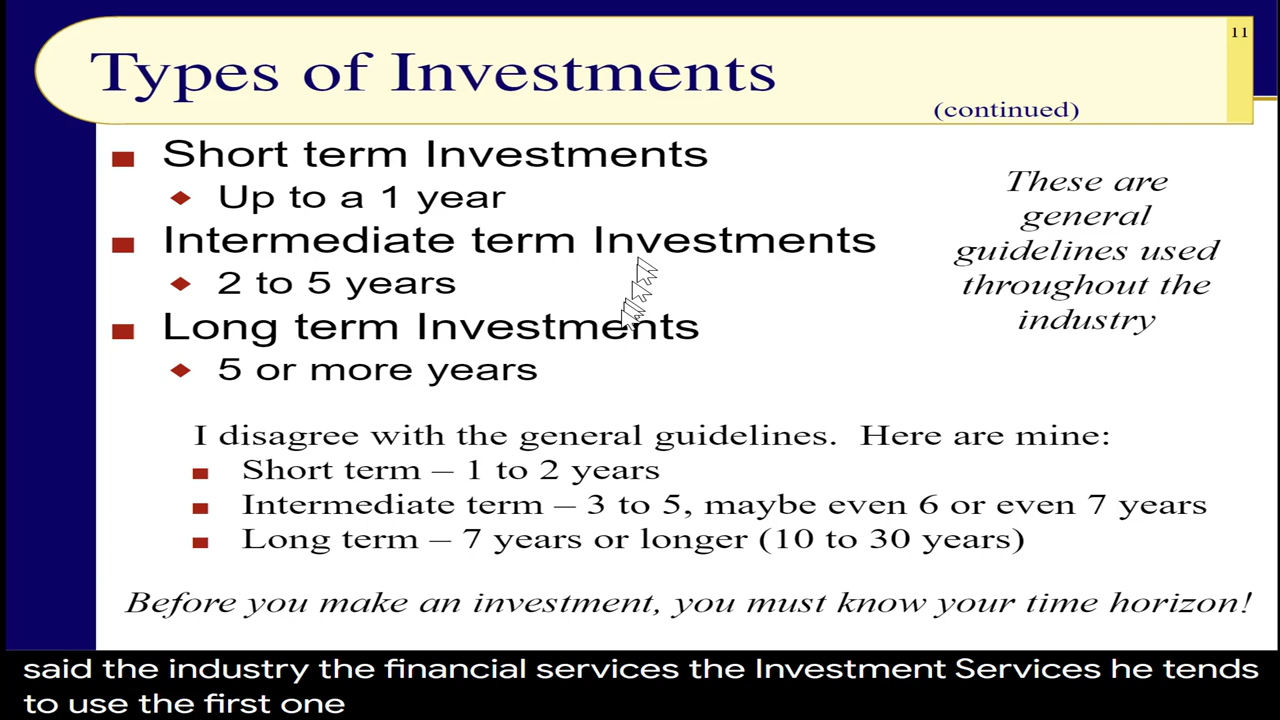 11
Types of Investments
(continued)
Short term Investments
Up to a 1 year
Intermediate term Investments
2 to 5 years
Long term Investments
5 or more years
These are
general
guidelines used
throughout the
industry
I disagree with the general guidelines. Here are mine:
Short term – 1 to 2 years
Intermediate term – 3 to 5, maybe even 6 or even 7 years
Long term – 7 years or longer (10 to 30 years)
Before you make an investment, you must know your time horizon!
said the industry the financial services the Investment Services he tends
to use the first one